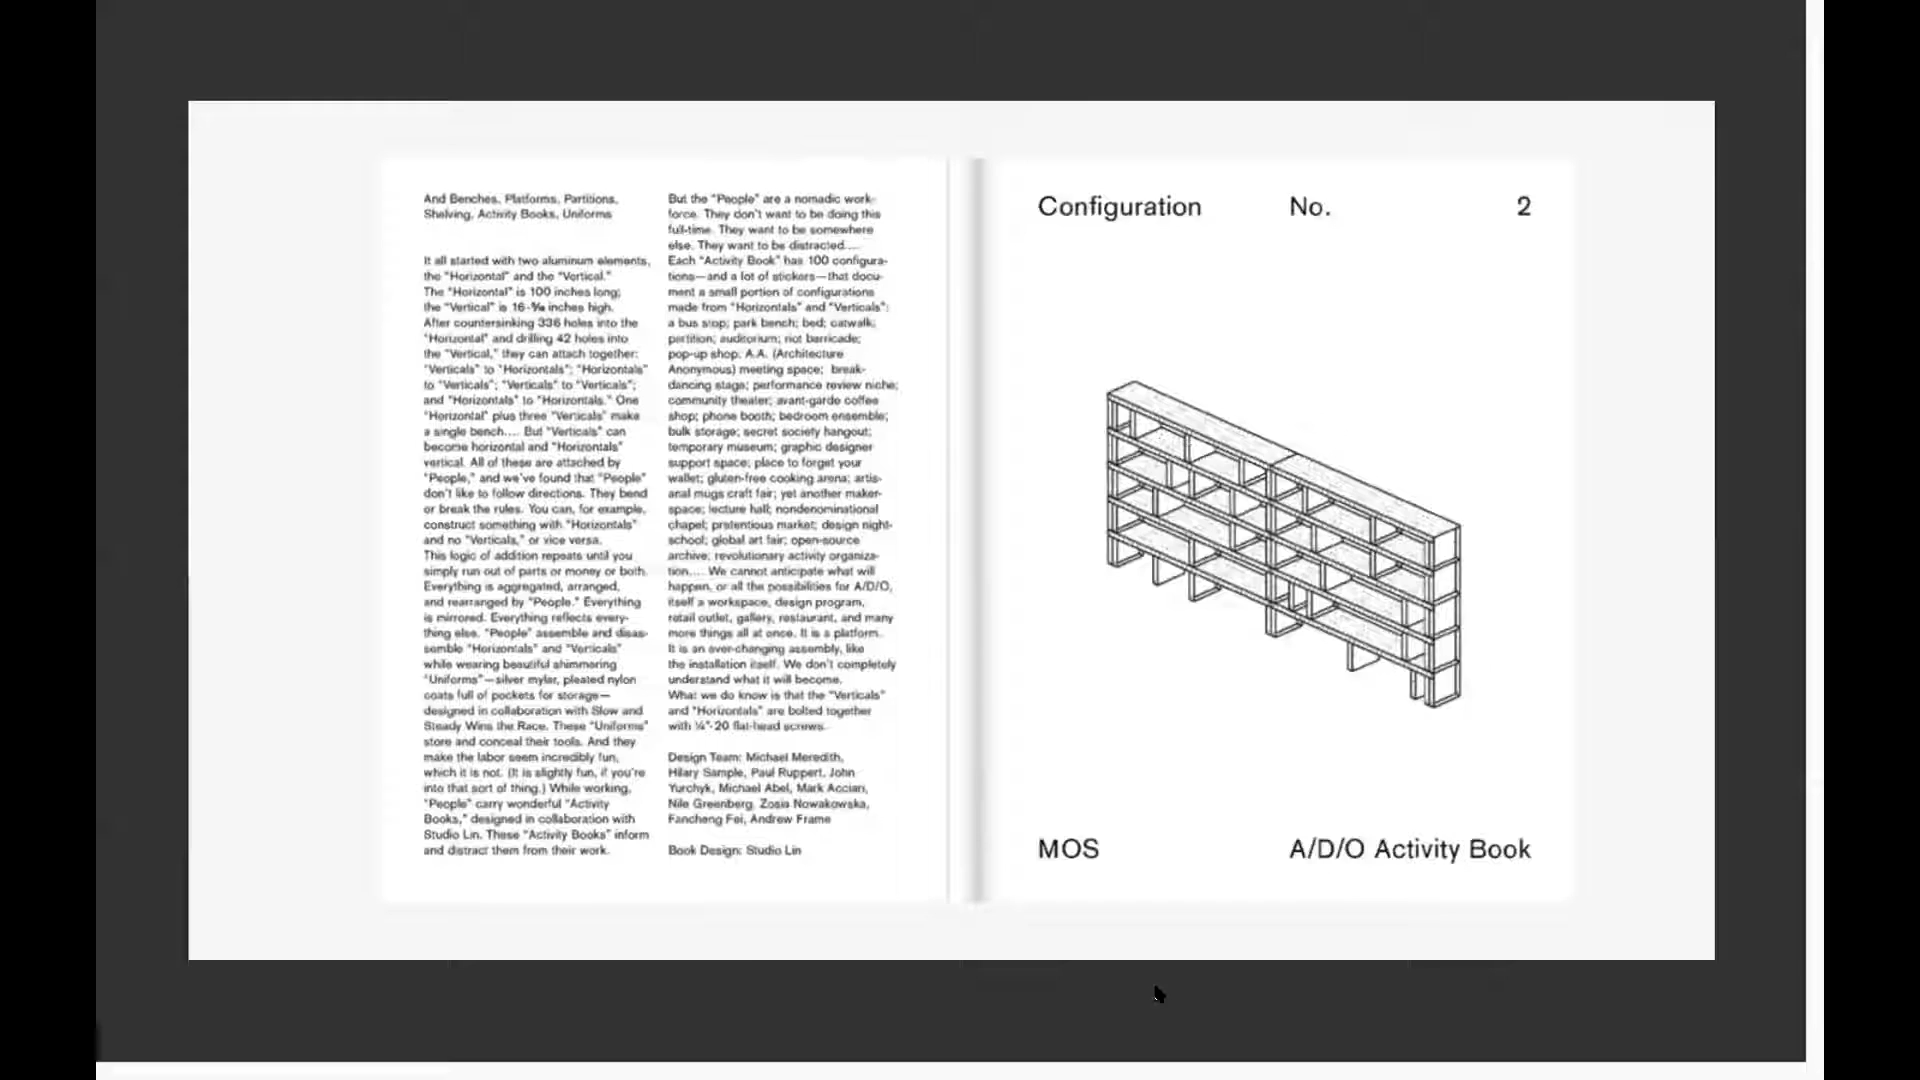 And Benches, Platforms, Partitions,
Shelving, Activity Books, Uniforms
It all started with two aluminum elements,
the "Horizontal" and the "Vertical."
The "Horizontal" is 100 inches long;
the "Vertical" is inches high.
After countersinking 336 holes into the
"Horizontal" and drilling 42 holes into
the "Vertical," they can attach together:
"Verticals" to "Horizontals"; "Horizontals"
to "Verticals"; "Verticals" to "Verticals";
and "Horizontals" to "Horizontals." One
"Horizontal" plus three "Verticals" make
a single bench.... But "Verticals" can
become horizontal and "Horizontals"
vertical. All of these are attached by
"People," and we've found that "People"
don't like to follow directions. They bend
or break the rules. You can, for example,
construct something with "Horizontals"
and no "Verticals," or vice versa.
This logic of addition repeats until you
simply run out of parts or money or both.
Everything is aggregated, arranged,
and rearranged by "People." Everything
is mirrored. Everything reflects every-
thing else. "People" assemble and disas-
semble "Horizontals" and "Verticals"
while wearing beautiful shimmering
"Uniforms"—silver mylar, pleated nylon
coats full of pockets for storage—
designed in collaboration with Slow and
Steady Wins the Race. These "Uniforms"
store and conceal their tools. And they
make the labor seem incredibly fun,
which it is not. (It is slightly fun, if you're
into that sort of thing.) While working,
"People" carry wonderful "Activity
Books," designed in collaboration with
Studio Lin. These "Activity Books" inform
and distract them from their work.
But the "People" are a nomadic work-
force. They don't want to be doing this
full-time. They want to be somewhere
else. They want to be distracted....
Each "Activity Book" has 100 configura-
tions—and a lot of stickers—that docu-
ment a small portion of configurations
made from "Horizontals" and "Verticals":
a bus stop; park bench; bed; catwalk;
partition; auditorium; riot barricade;
pop-up shop; A.A. (Architecture
Anonymous) meeting space; break-
dancing stage; performance review niche;
community theater; avant-garde coffee
shop; phone booth; bedroom ensemble;
bulk storage; secret society hangout;
temporary museum; graphic designer
support space; place to forget your
wallet; gluten-free cooking arena; artis-
anal mugs craft fair; yet another maker-
space; lecture hall; nondenominational
chapel; pretentious market; design night-
school; global art fair; open-source
archive; revolutionary activity organiza-
tion.... We cannot anticipate what will
happen, or all the possibilities for A/D/O,
itself a workspace, design program,
retail outlet, gallery, restaurant, and many
more things all at once. It is a platform.
It is an ever-changing assembly, like
the installation itself. We don't completely
understand what it will become.
What we do know is that the "Verticals"
and "Horizontals" are bolted together
with ¼"-20 flat-head screws.
Design Team: Michael Meredith,
Hilary Sample, Paul Ruppert, John
Yurchyk, Michael Abel, Mark Acciari,
Nile Greenberg, Zosia Nowakowska,
Fancheng Fei, Andrew Frame
Book Design: Studio Lin
Configuration No. 2
MOS A/D/O Activity Book